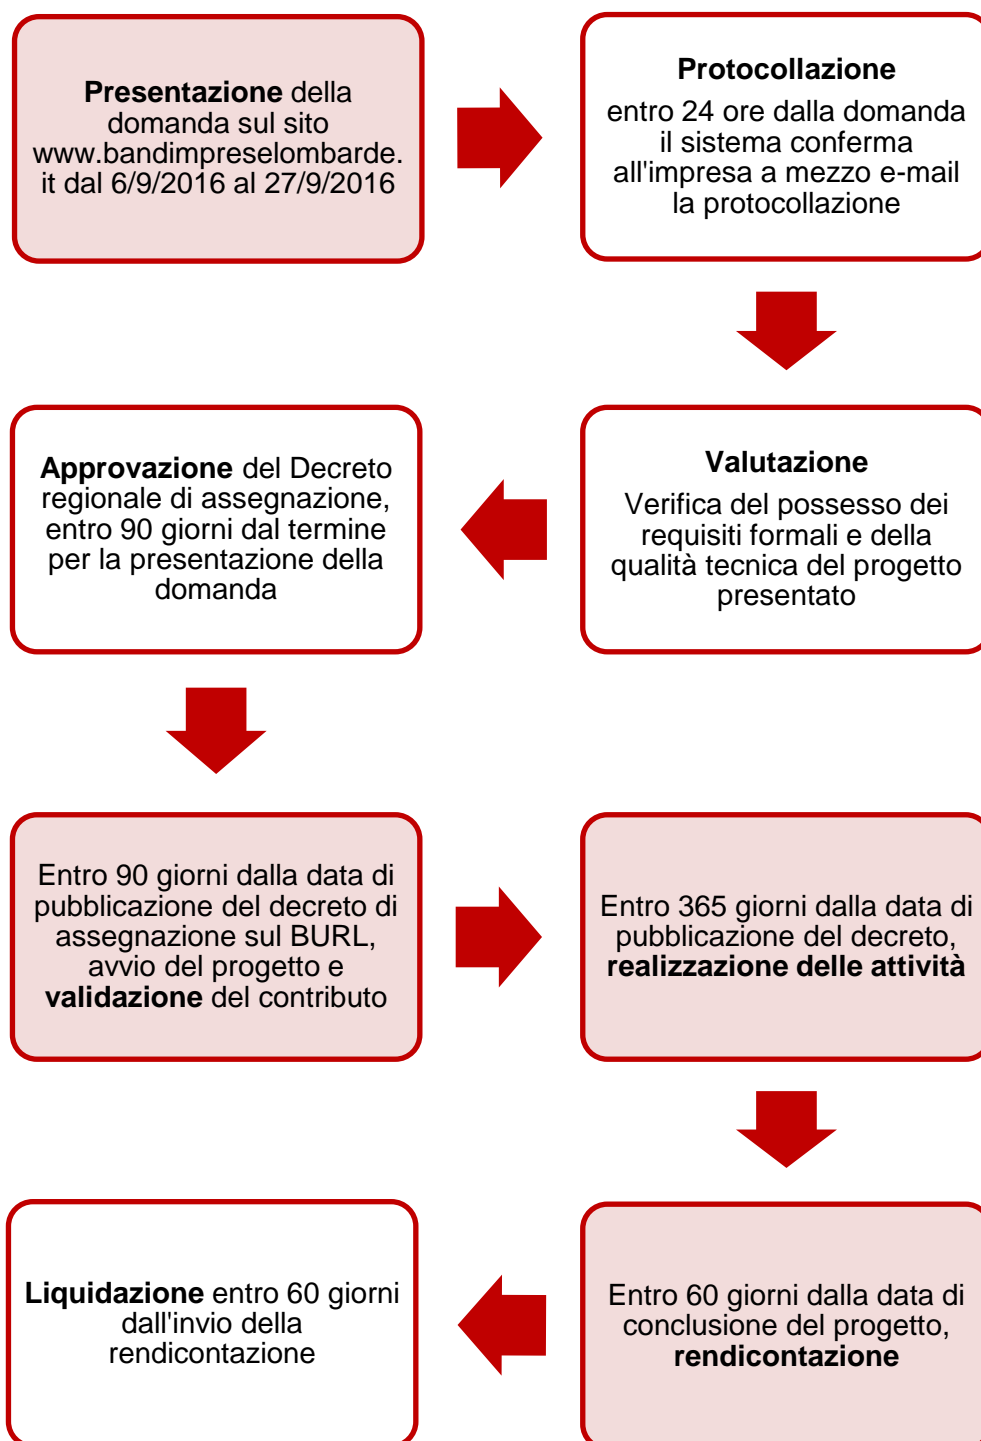 Presentazione della
domanda sul sito
www.bandimpreselombarde.
it dal 6/9/2016 al 27/9/2016
Protocollazione
entro 24 ore dalla domanda
il sistema conferma
all'impresa a mezzo e-mail
la protocollazione
Valutazione
Verifica del possesso dei
requisiti formali e della
qualità tecnica del progetto
presentato
Approvazione del Decreto
regionale di assegnazione,
entro 90 giorni dal termine
per la presentazione della
domanda
Entro 90 giorni dalla data di
pubblicazione del decreto di
assegnazione sul BURL,
avvio del progetto e
validazione del contributo
Entro 365 giorni dalla data di
pubblicazione del decreto,
realizzazione delle attività
Entro 60 giorni dalla data di
conclusione del progetto,
rendicontazione
Liquidazione entro 60 giorni
dall'invio della
rendicontazione